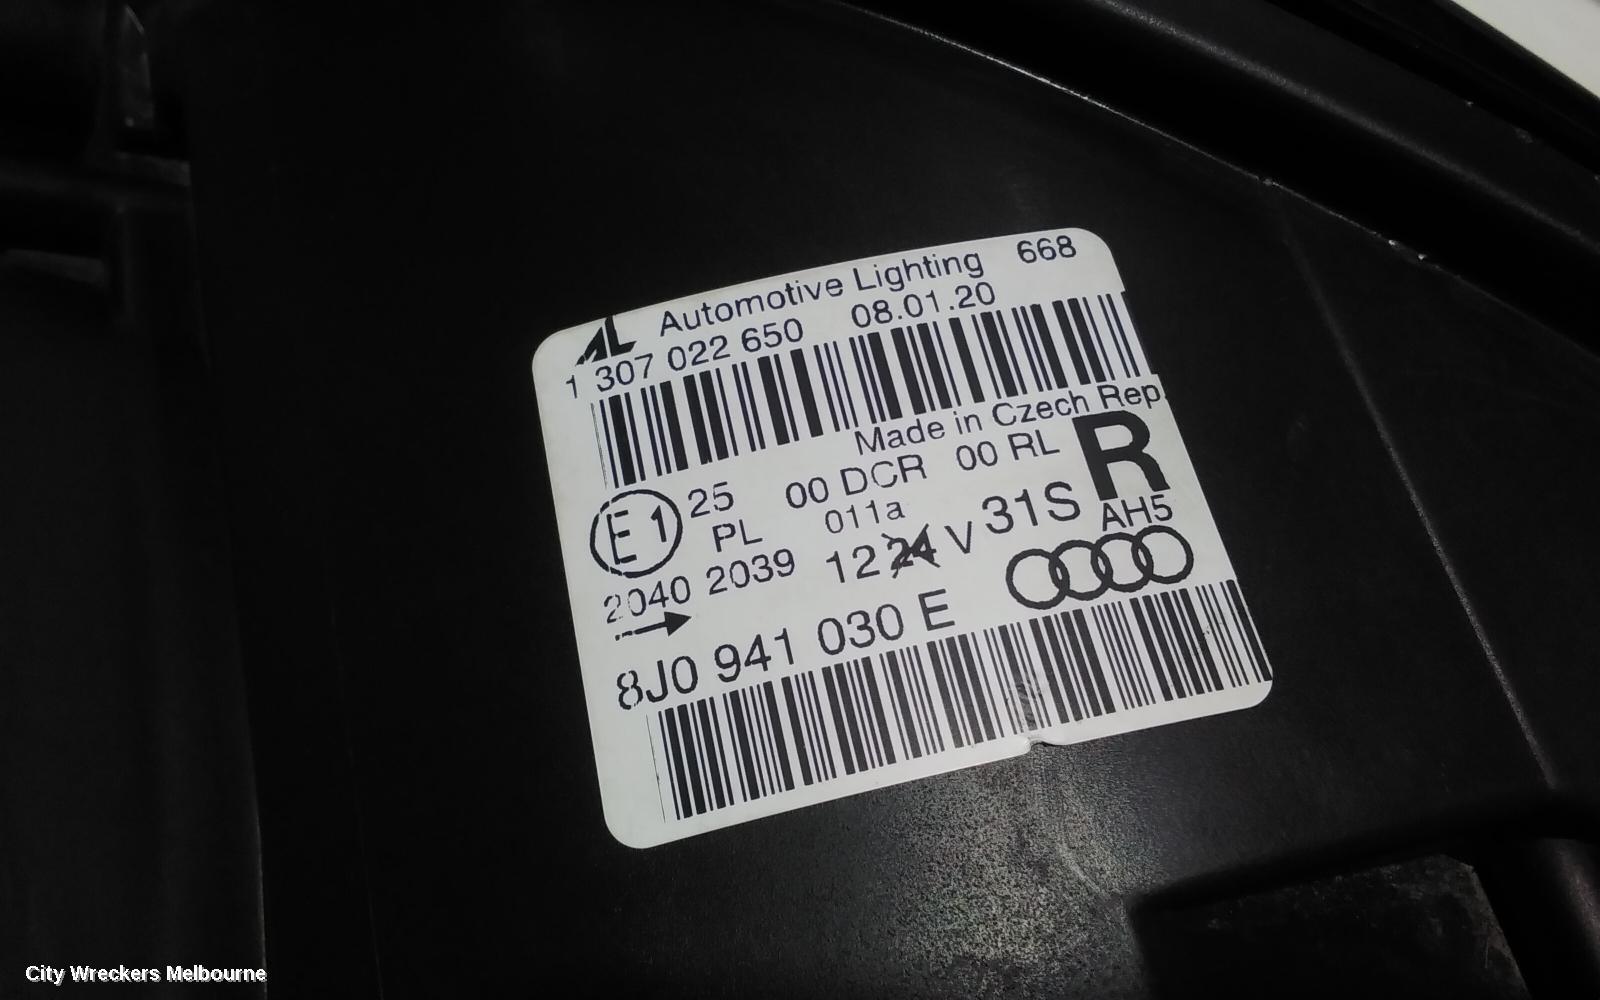 AL Automotive Lighting 668
1 307 022 650 08.01.20
Made in Czech Rep.
E1 25 00 DCR 00 RL R
PL 011a
2040 2039 12 24 V 31S AH5
8J0 941 030 E
City Wreckers Melbourne